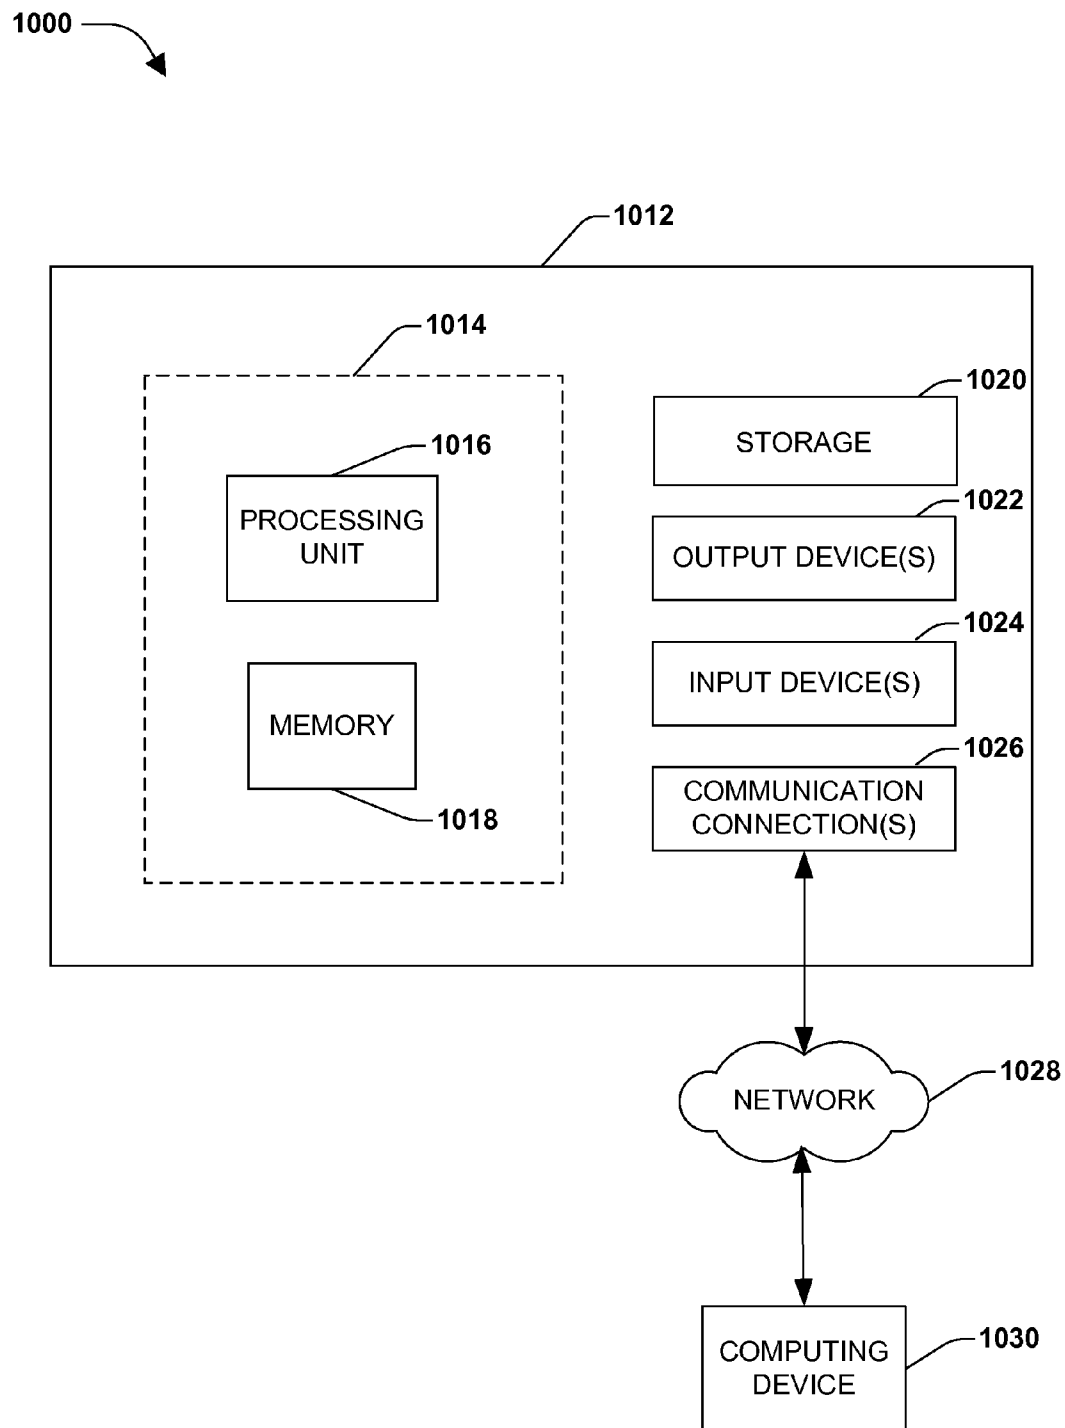 1000
1012
1014
1020
STORAGE
1016
PROCESSING
UNIT
1022
OUTPUT DEVICE(S)
1024
INPUT DEVICE(S)
MEMORY
1018
1026
COMMUNICATION
CONNECTION(S)
NETWORK
1028
COMPUTING
DEVICE
1030